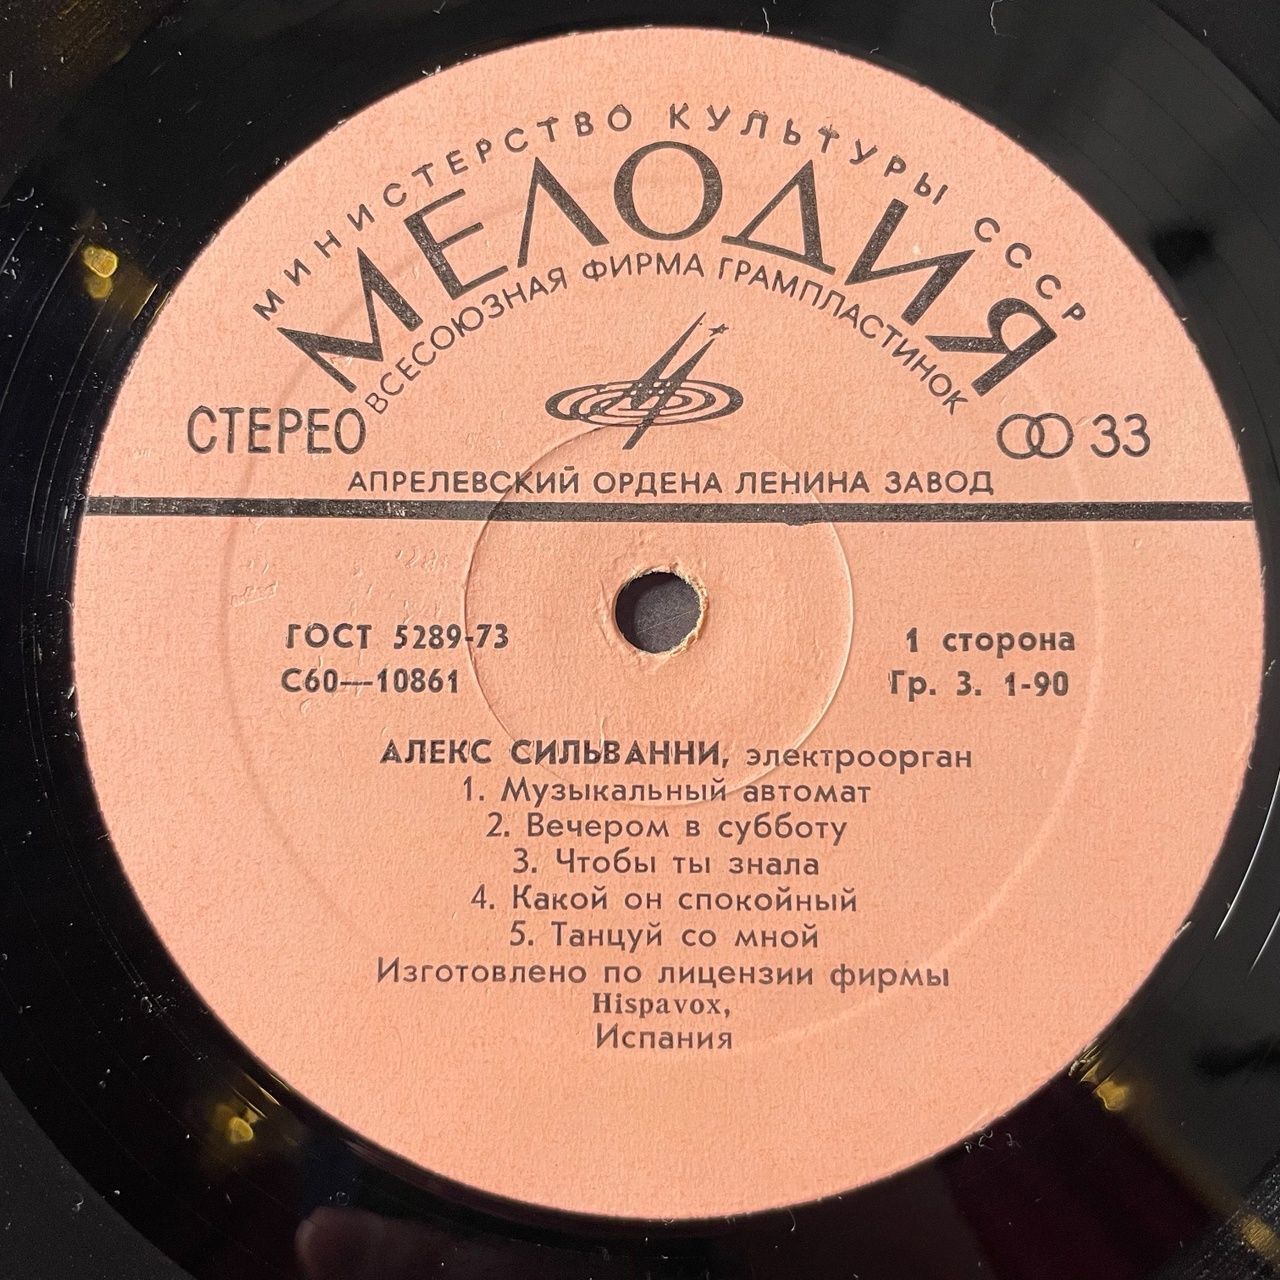 МИНИСТЕРСТВО КУЛЬТУРЫ СССР
МЕЛОДИЯ
ВСЕСОЮЗНАЯ ФИРМА ГРАМПЛАСТИНОК
СТЕРЕО
33
АПРЕЛЕВСКИЙ ОРДЕНА ЛЕНИНА ЗАВОД
ГОСТ 5289-73
1 сторона
С60—10861
Гр. 3. 1-90
АЛЕКС СИЛЬВАННИ, электроорган
1. Музыкальный автомат
2. Вечером в субботу
3. Чтобы ты знала
4. Какой он спокойный
5. Танцуй со мной
Изготовлено по лицензии фирмы
Hispavox,
Испания